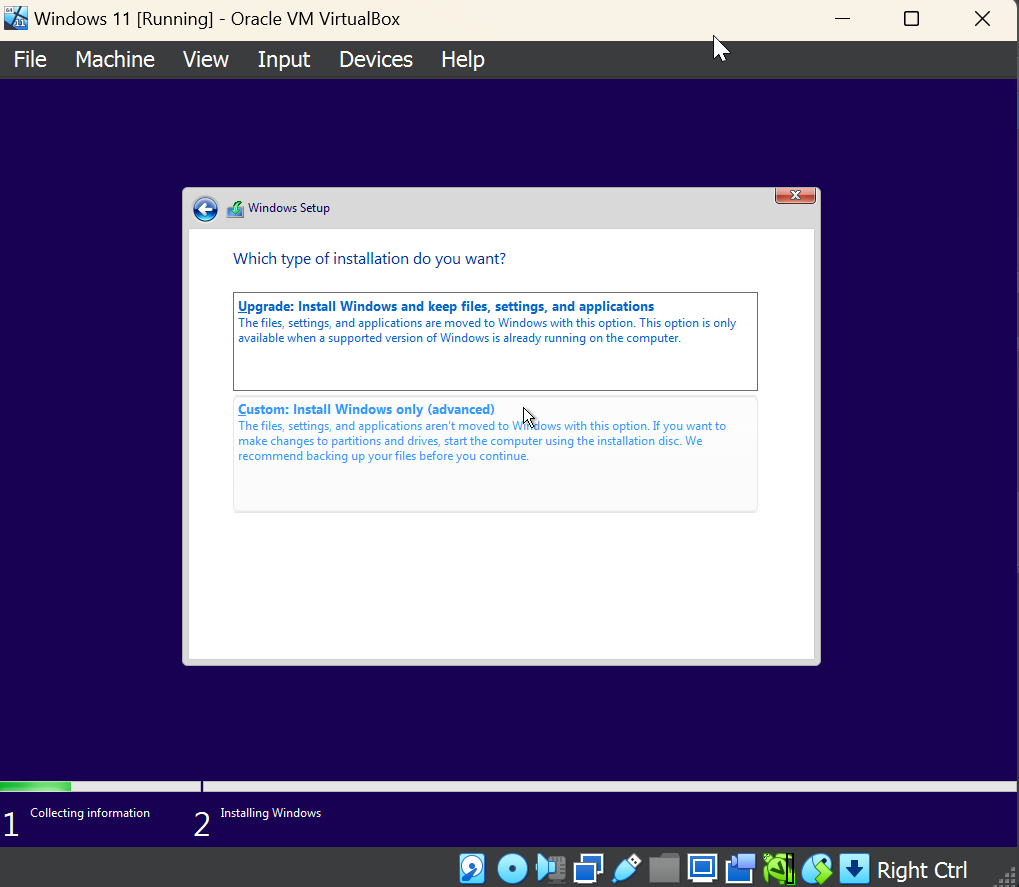 Windows 11 [Running] - Oracle VM VirtualBox
File Machine View Input Devices Help
Windows Setup
Which type of installation do you want?
Upgrade: Install Windows and keep files, settings, and applications
The files, settings, and applications are moved to Windows with this option. This option is only
available when a supported version of Windows is already running on the computer.
Custom: Install Windows only (advanced)
The files, settings, and applications aren't moved to Windows with this option. If you want to
make changes to partitions and drives, start the computer using the installation disc. We
recommend backing up your files before you continue.
1 Collecting information 2 Installing Windows
Right Ctrl